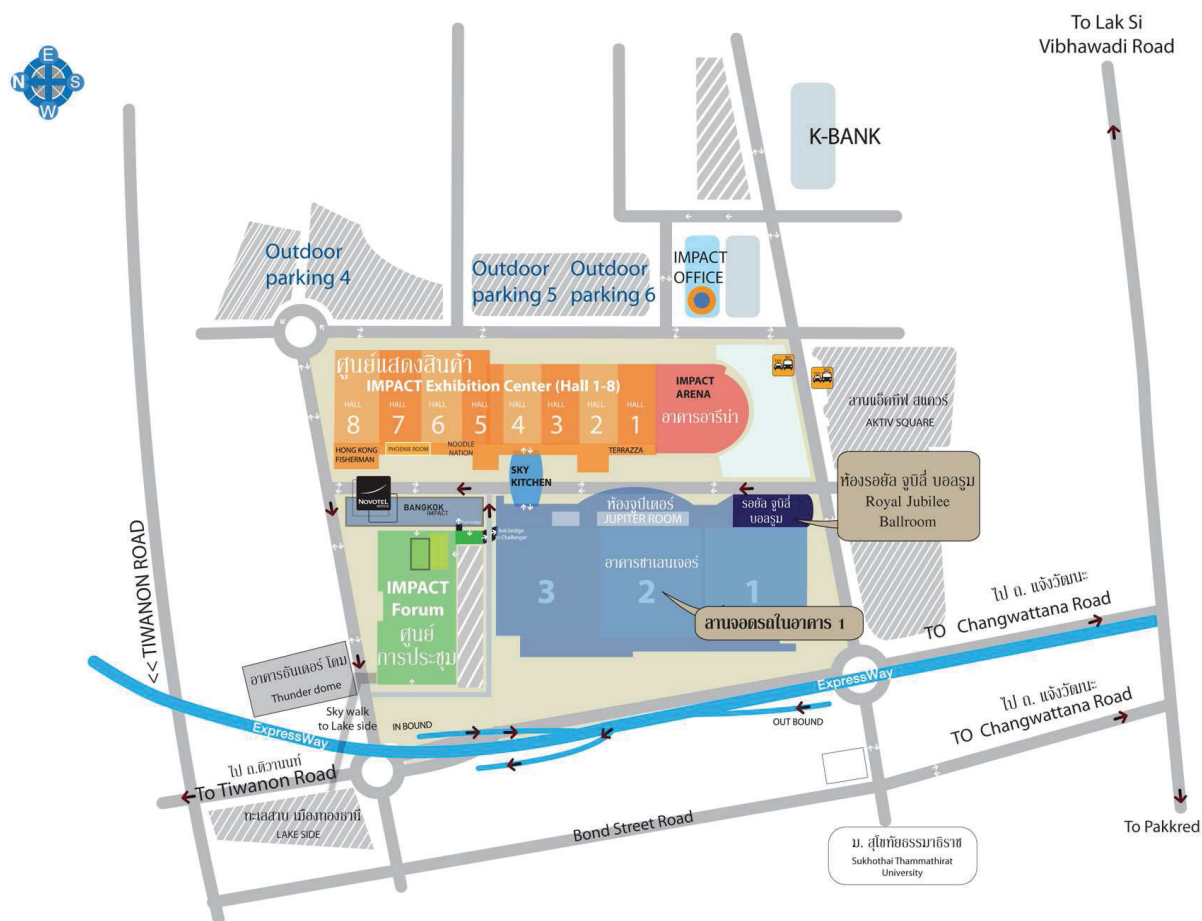 To Lak Si
Vibhawadi Road
E
N
S
W
K-BANK
Outdoor
parking 4
Outdoor
parking 5
Outdoor
parking 6
IMPACT
OFFICE
ศูนย์แสดงสินค้า
IMPACT Exhibition Center (Hall 1-8)
HALL
8
HALL
7
HALL
6
HALL
5
HALL
4
HALL
3
HALL
2
HALL
1
IMPACT
ARENA
อาคารอารีน่า
ลานแอ็คทีฟ สแควร์
AKTIV SQUARE
HONG KONG
FISHERMAN
PHOENIX ROOM
NOODLE
NATION
TERRAZZA
SKY
KITCHEN
NOVOTEL
HOTELS
BANGKOK
IMPACT
ห้องจูปิเตอร์
JUPITER ROOM
รอยัล จูบิลี่
บอลรูม
ห้องรอยัล จูบิลี่ บอลรูม
Royal Jubilee
Ballroom
link bridge
to Challenger
อาคารชาเลนเจอร์
3
2
1
ลานจอดรถในอาคาร 1
IMPACT
Forum
ศูนย์
การประชุม
<< TIWANON ROAD
อาคารธันเดอร์ โดม
Thunder dome
Sky walk
to Lake side
IN BOUND
OUT BOUND
ExpressWay
ExpressWay
ไป ถ. แจ้งวัฒนะ
TO Changwattana Road
ไป ถ. แจ้งวัฒนะ
TO Changwattana Road
ไป ถ.ติวานนท์
To Tiwanon Road
ทะเลสาบ เมืองทองธานี
LAKE SIDE
Bond Street Road
To Pakkred
ม. สุโขทัยธรรมาธิราช
Sukhothai Thammathirat
University